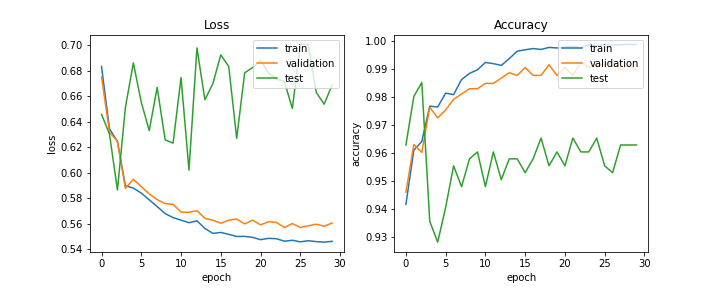 Loss
0.70
0.68
0.66
0.64
0.62
0.60
0.58
0.56
0.54
loss
0
5
10
15
20
25
30
epoch
train
validation
test
Accuracy
1.00
0.99
0.98
0.97
0.96
0.95
0.94
0.93
accuracy
0
5
10
15
20
25
30
epoch
train
validation
test